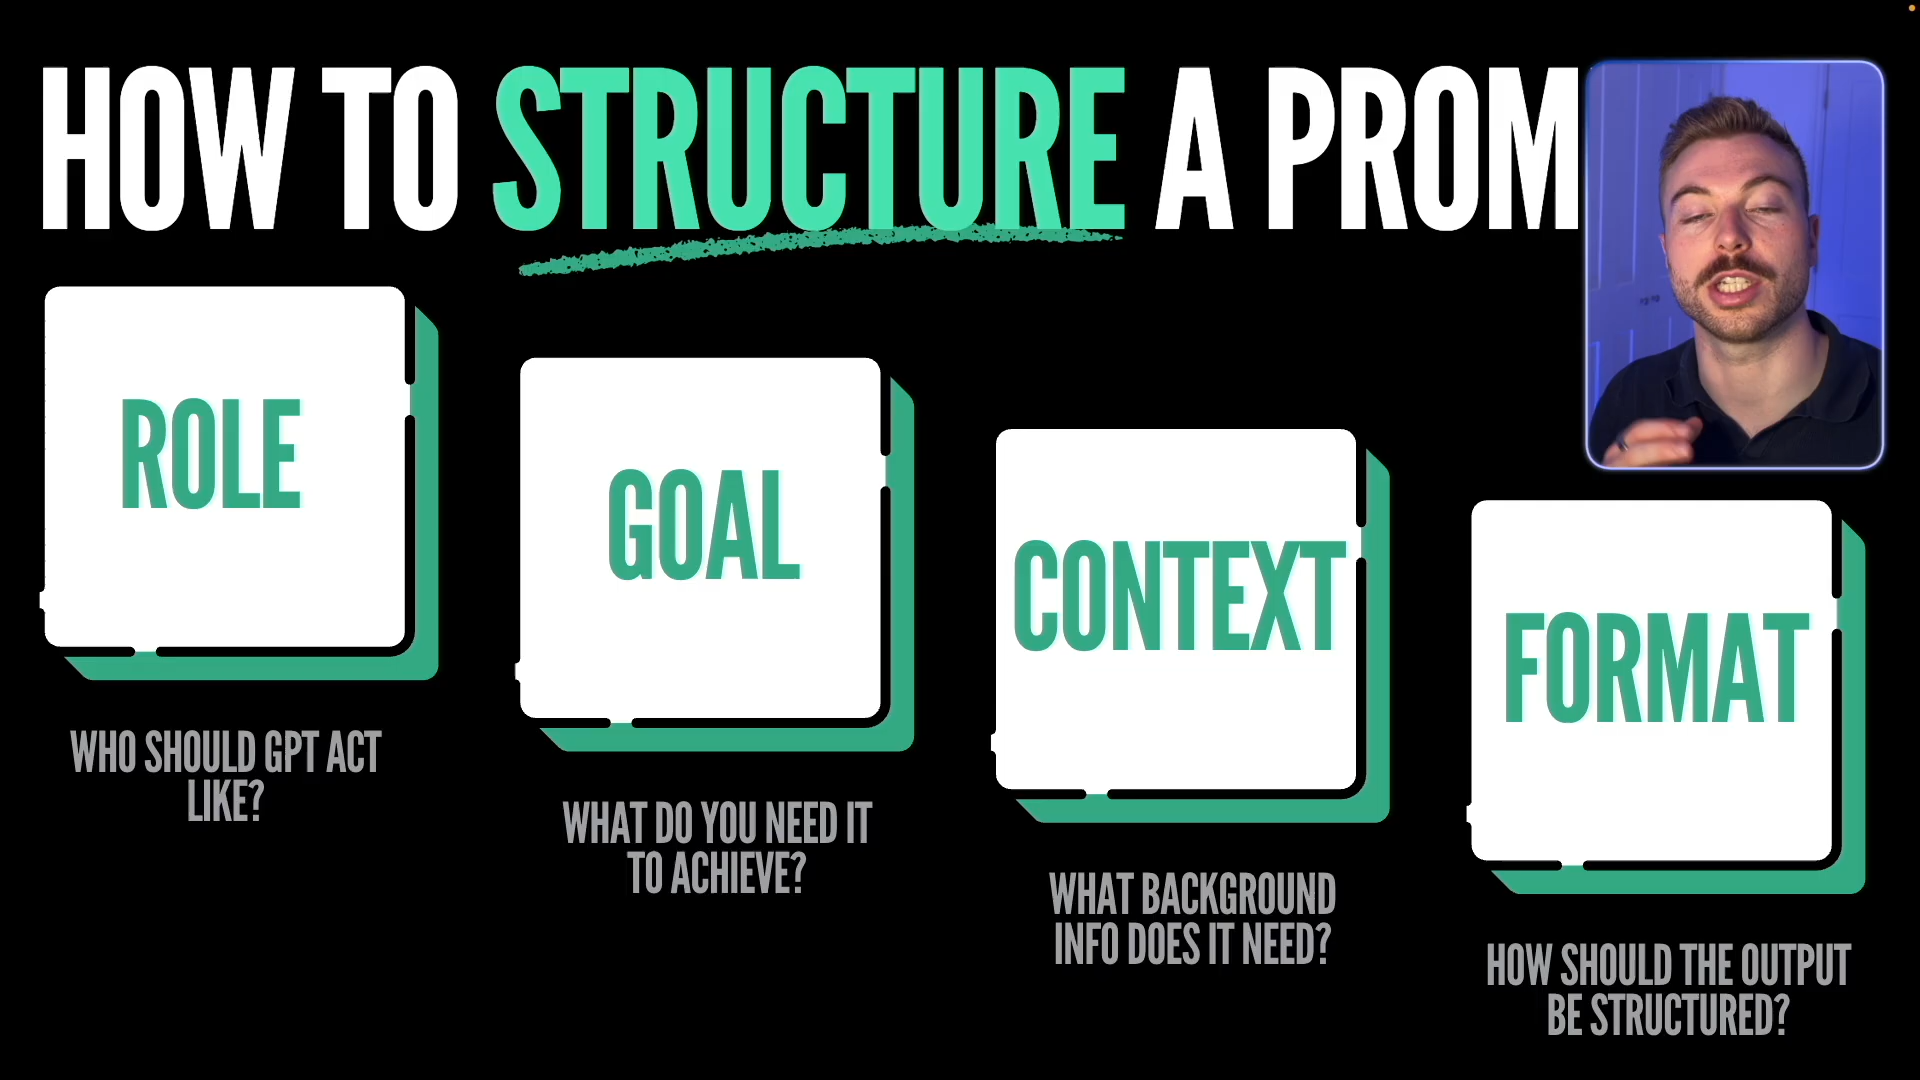 HOW TO STRUCTURE A PROM
ROLE
WHO SHOULD GPT ACT
LIKE?
GOAL
WHAT DO YOU NEED IT
TO ACHIEVE?
CONTEXT
WHAT BACKGROUND
INFO DOES IT NEED?
FORMAT
HOW SHOULD THE OUTPUT
BE STRUCTURED?